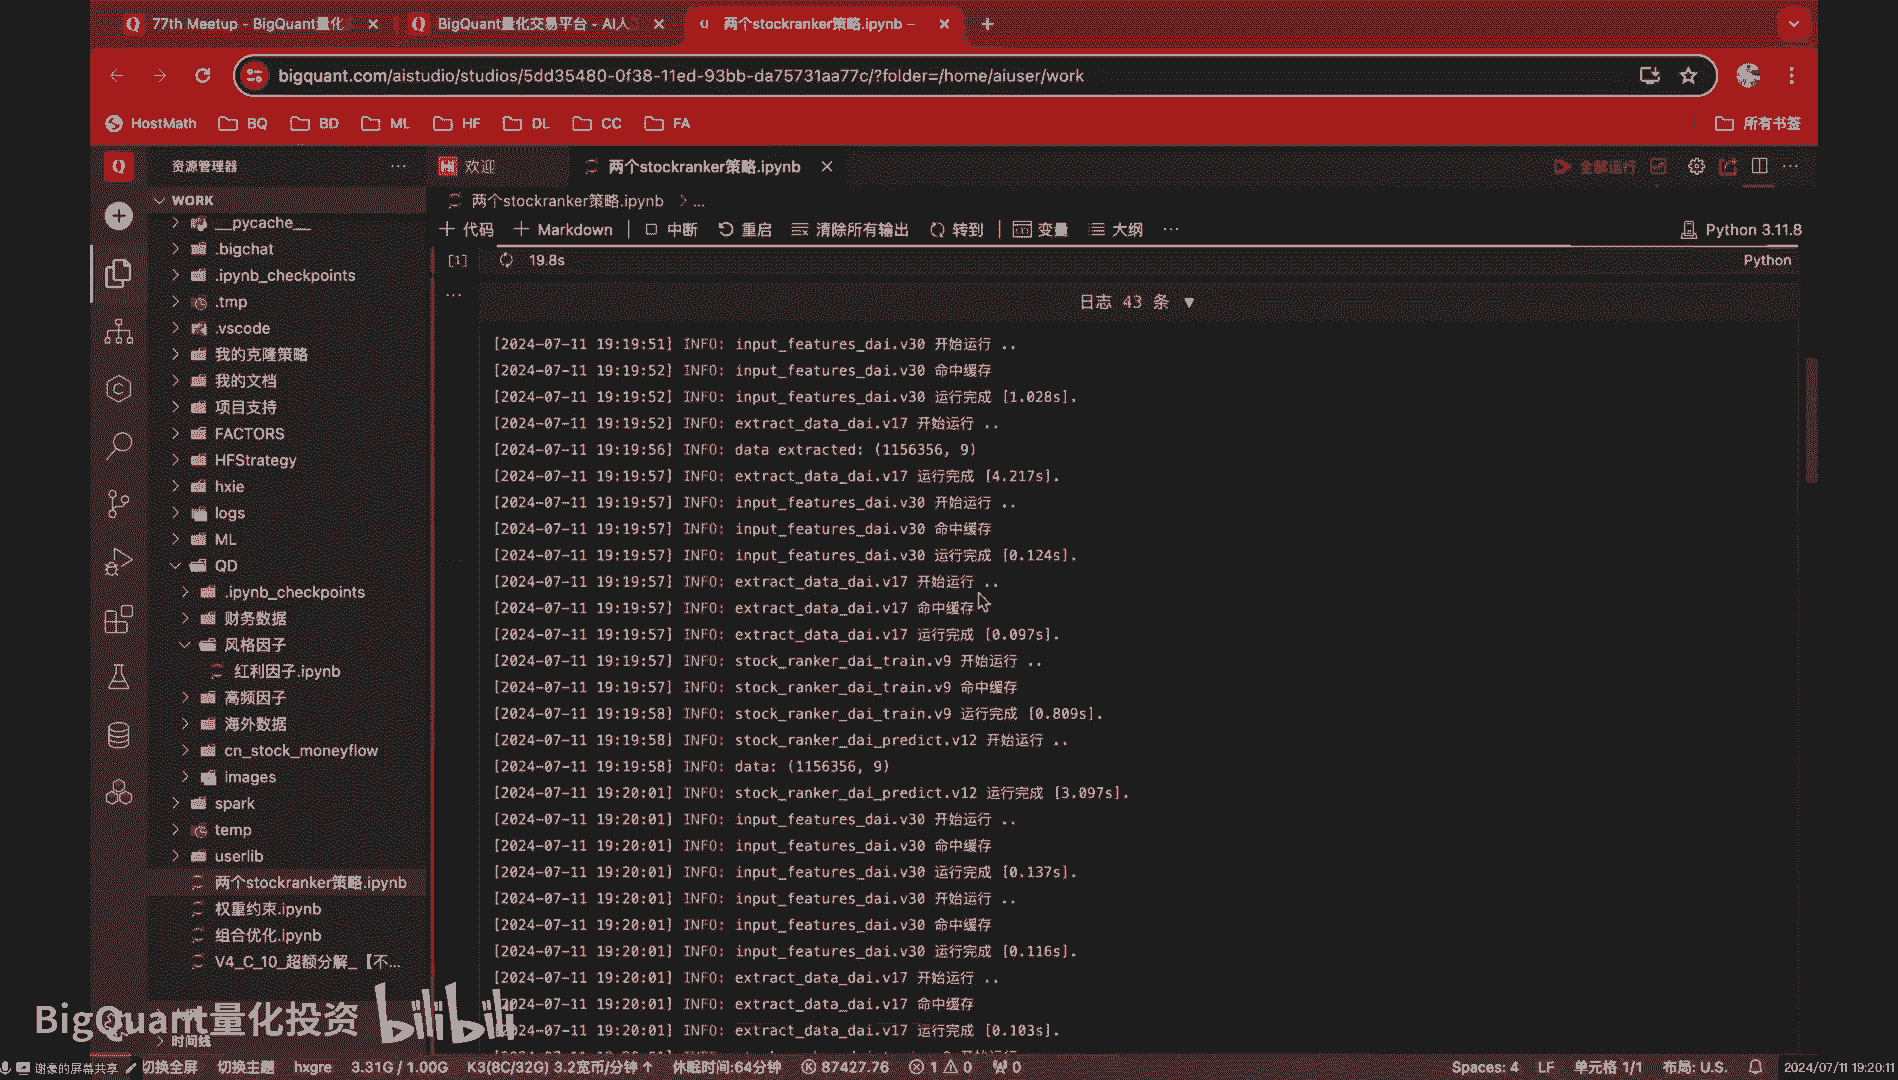 77th Meetup - BigQuant量化
BigQuant量化交易平台 - AI人
两个stockranker策略.ipynb –
bigquant.com/aistudio/studios/5dd35480-0f38-11ed-93bb-da75731aa77c/?folder=/home/aiuser/work
HostMath BQ BD ML HF DL CC FA 所有书签
资源管理器 ... 欢迎 两个stockranker策略.ipynb 全部运行 ...
WORK
两个stockranker策略.ipynb > ...
代码 Markdown 中断 重启 清除所有输出 转到 变量 大纲 ... Python 3.11.8
[1] 19.8s Python
日志 43 条 ▼
__pycache__
.bigchat
.ipynb_checkpoints
.tmp
.vscode
我的克隆策略
我的文档
项目支持
FACTORS
HFStrategy
hxie
logs
ML
QD
.ipynb_checkpoints
财务数据
风格因子
红利因子.ipynb
高频因子
海外数据
cn_stock_moneyflow
images
spark
temp
userlib
两个stockranker策略.ipynb
权重约束.ipynb
组合优化.ipynb
V4_C_10_超额分解_【不...
时间线
[2024-07-11 19:19:51] INFO: input_features_dai.v30 开始运行 ..
[2024-07-11 19:19:52] INFO: input_features_dai.v30 命中缓存
[2024-07-11 19:19:52] INFO: input_features_dai.v30 运行完成 [1.028s].
[2024-07-11 19:19:52] INFO: extract_data_dai.v17 开始运行 ..
[2024-07-11 19:19:56] INFO: data extracted: (1156356, 9)
[2024-07-11 19:19:57] INFO: extract_data_dai.v17 运行完成 [4.217s].
[2024-07-11 19:19:57] INFO: input_features_dai.v30 开始运行 ..
[2024-07-11 19:19:57] INFO: input_features_dai.v30 命中缓存
[2024-07-11 19:19:57] INFO: input_features_dai.v30 运行完成 [0.124s].
[2024-07-11 19:19:57] INFO: extract_data_dai.v17 开始运行 ..
[2024-07-11 19:19:57] INFO: extract_data_dai.v17 命中缓存
[2024-07-11 19:19:57] INFO: extract_data_dai.v17 运行完成 [0.097s].
[2024-07-11 19:19:57] INFO: stock_ranker_dai_train.v9 开始运行 ..
[2024-07-11 19:19:57] INFO: stock_ranker_dai_train.v9 命中缓存
[2024-07-11 19:19:58] INFO: stock_ranker_dai_train.v9 运行完成 [0.809s].
[2024-07-11 19:19:58] INFO: stock_ranker_dai_predict.v12 开始运行 ..
[2024-07-11 19:19:58] INFO: data: (1156356, 9)
[2024-07-11 19:20:01] INFO: stock_ranker_dai_predict.v12 运行完成 [3.097s].
[2024-07-11 19:20:01] INFO: input_features_dai.v30 开始运行 ..
[2024-07-11 19:20:01] INFO: input_features_dai.v30 命中缓存
[2024-07-11 19:20:01] INFO: input_features_dai.v30 运行完成 [0.137s].
[2024-07-11 19:20:01] INFO: input_features_dai.v30 开始运行 ..
[2024-07-11 19:20:01] INFO: input_features_dai.v30 命中缓存
[2024-07-11 19:20:01] INFO: input_features_dai.v30 运行完成 [0.116s].
[2024-07-11 19:20:01] INFO: extract_data_dai.v17 开始运行 ..
[2024-07-11 19:20:01] INFO: extract_data_dai.v17 命中缓存
[2024-07-11 19:20:01] INFO: extract_data_dai.v17 运行完成 [0.103s].
BigQuant量化投资 bilibili
谢豪的屏幕共享 切换全屏 切换主题 hxgre 3.31G / 1.00G K3(8C/32G) 3.2宽币/分钟 休眠时间:64分钟 87427.76 1 0 0 Spaces: 4 LF 单元格 1/1 布局: U.S. 2024/07/11 19:20:11